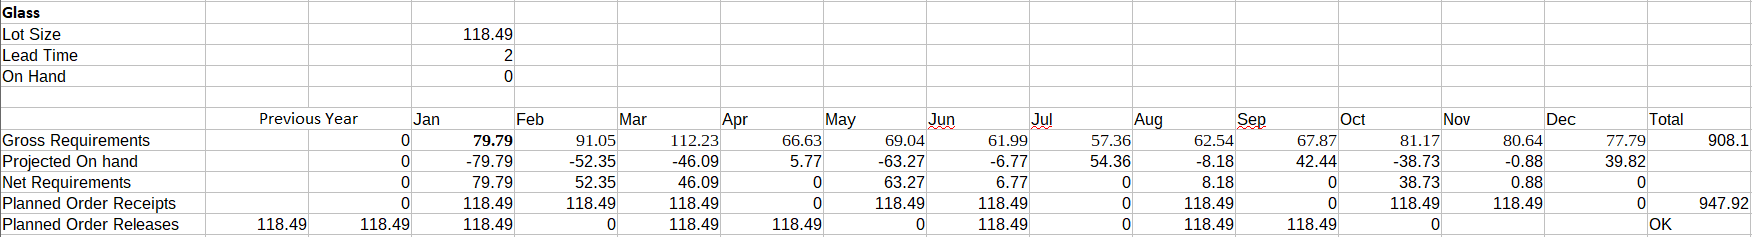 Glass
Lot Size 118.49
Lead Time 2
On Hand 0
Previous Year Jan Feb Mar Apr May Jun Jul Aug Sep Oct Nov Dec Total
Gross Requirements 0 79.79 91.05 112.23 66.63 69.04 61.99 57.36 62.54 67.87 81.17 80.64 77.79 908.1
Projected On hand 0 -79.79 -52.35 -46.09 5.77 -63.27 -6.77 54.36 -8.18 42.44 -38.73 -0.88 39.82
Net Requirements 0 79.79 52.35 46.09 0 63.27 6.77 0 8.18 0 38.73 0.88 0
Planned Order Receipts 0 118.49 118.49 118.49 0 118.49 118.49 0 118.49 0 118.49 118.49 0 947.92
Planned Order Releases 118.49 118.49 118.49 0 118.49 118.49 0 118.49 0 118.49 118.49 0 OK